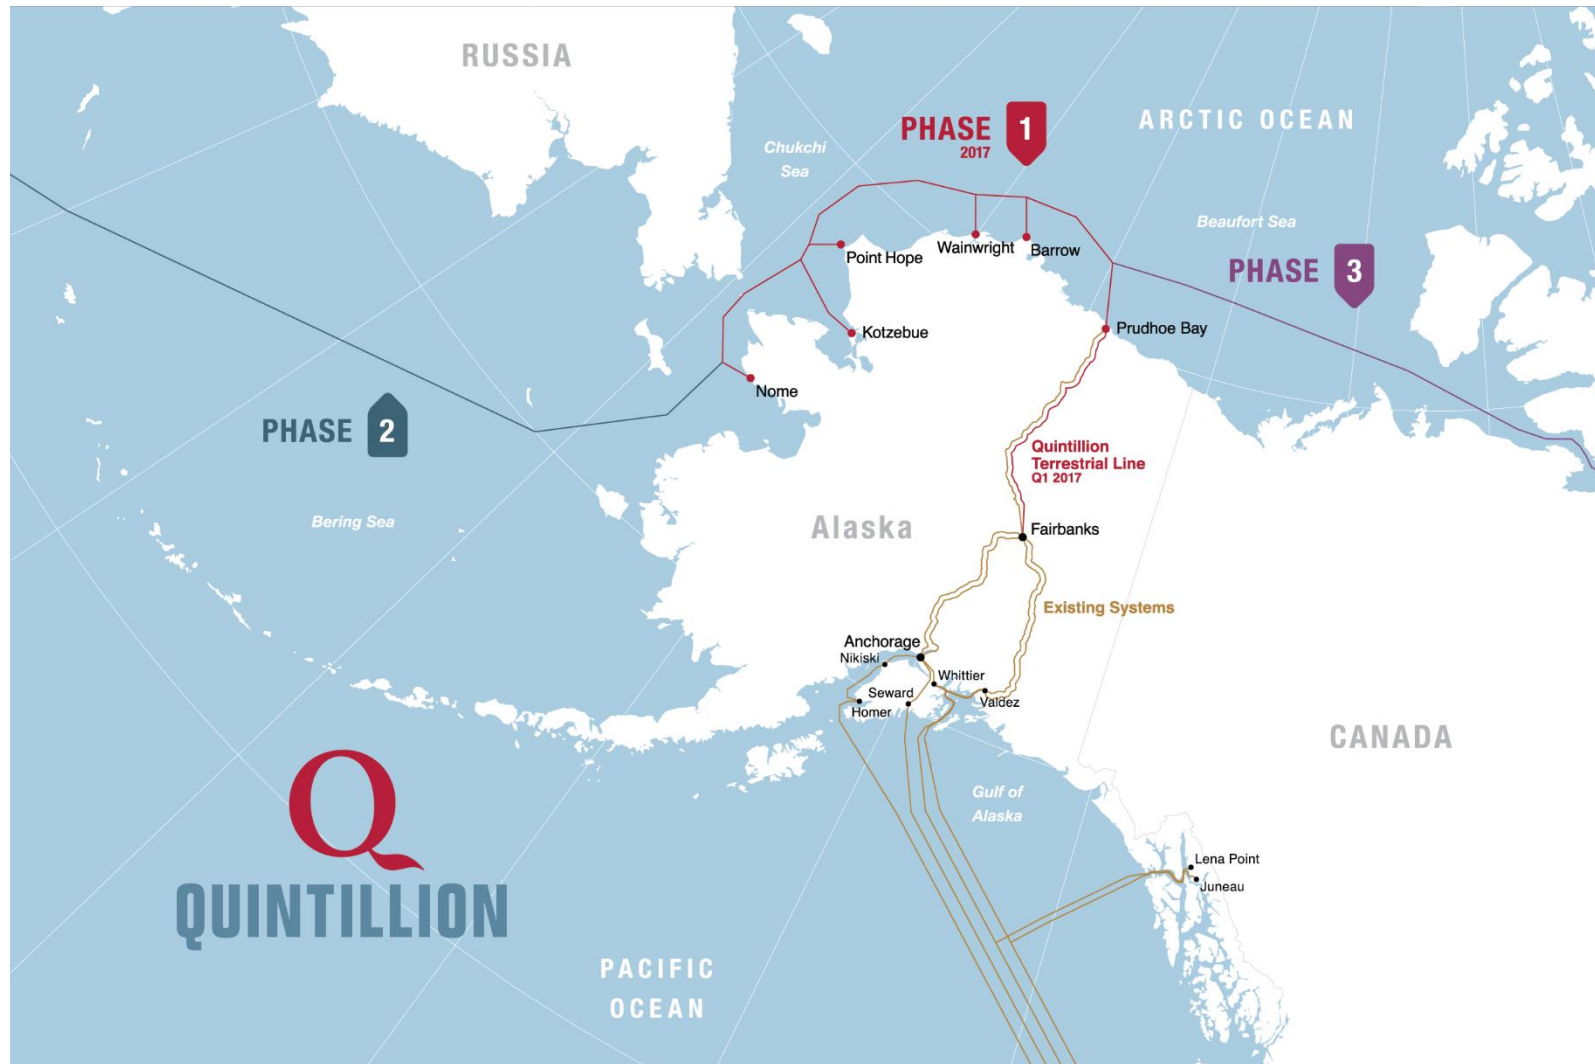 RUSSIA
PHASE 1
2017
ARCTIC OCEAN
Chukchi
Sea
Beaufort Sea
Point Hope
Wainwright
Barrow
PHASE 3
Kotzebue
Prudhoe Bay
Nome
PHASE 2
Quintillion
Terrestrial Line
Q1 2017
Bering Sea
Alaska
Fairbanks
Existing Systems
Anchorage
Nikiski
Whittier
Seward
Homer
Valdez
CANADA
Gulf of
Alaska
Q
QUINTILLION
Lena Point
Juneau
PACIFIC
OCEAN